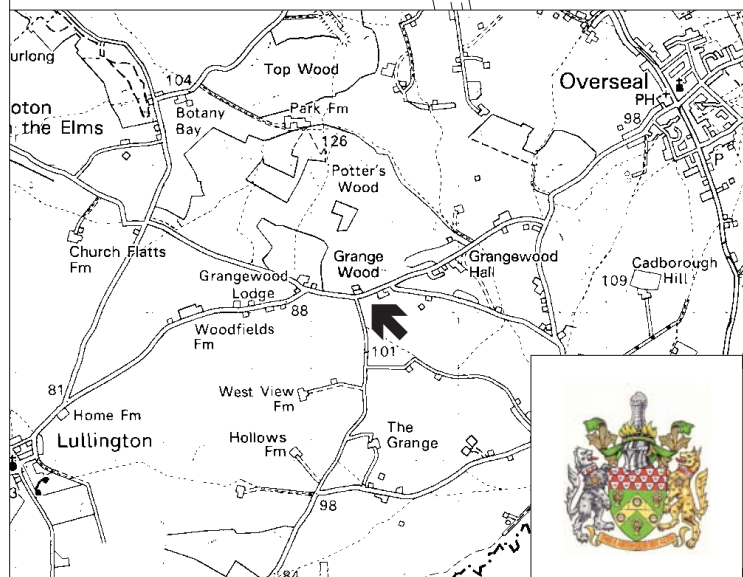 urlong
104
Top Wood
Overseal
PH
98
oton
n the Elms
Botany
Bay
Park Fm
126
Potter's
Wood
P
Church Flatts
Fm
Grange
Wood
Grangewood
Hall
Cadborough
Hill
109
Grangewood
Lodge
88
Woodfields
Fm
101
81
West View
Fm
Home Fm
Lullington
Hollows
Fm
The
Grange
3
98
84